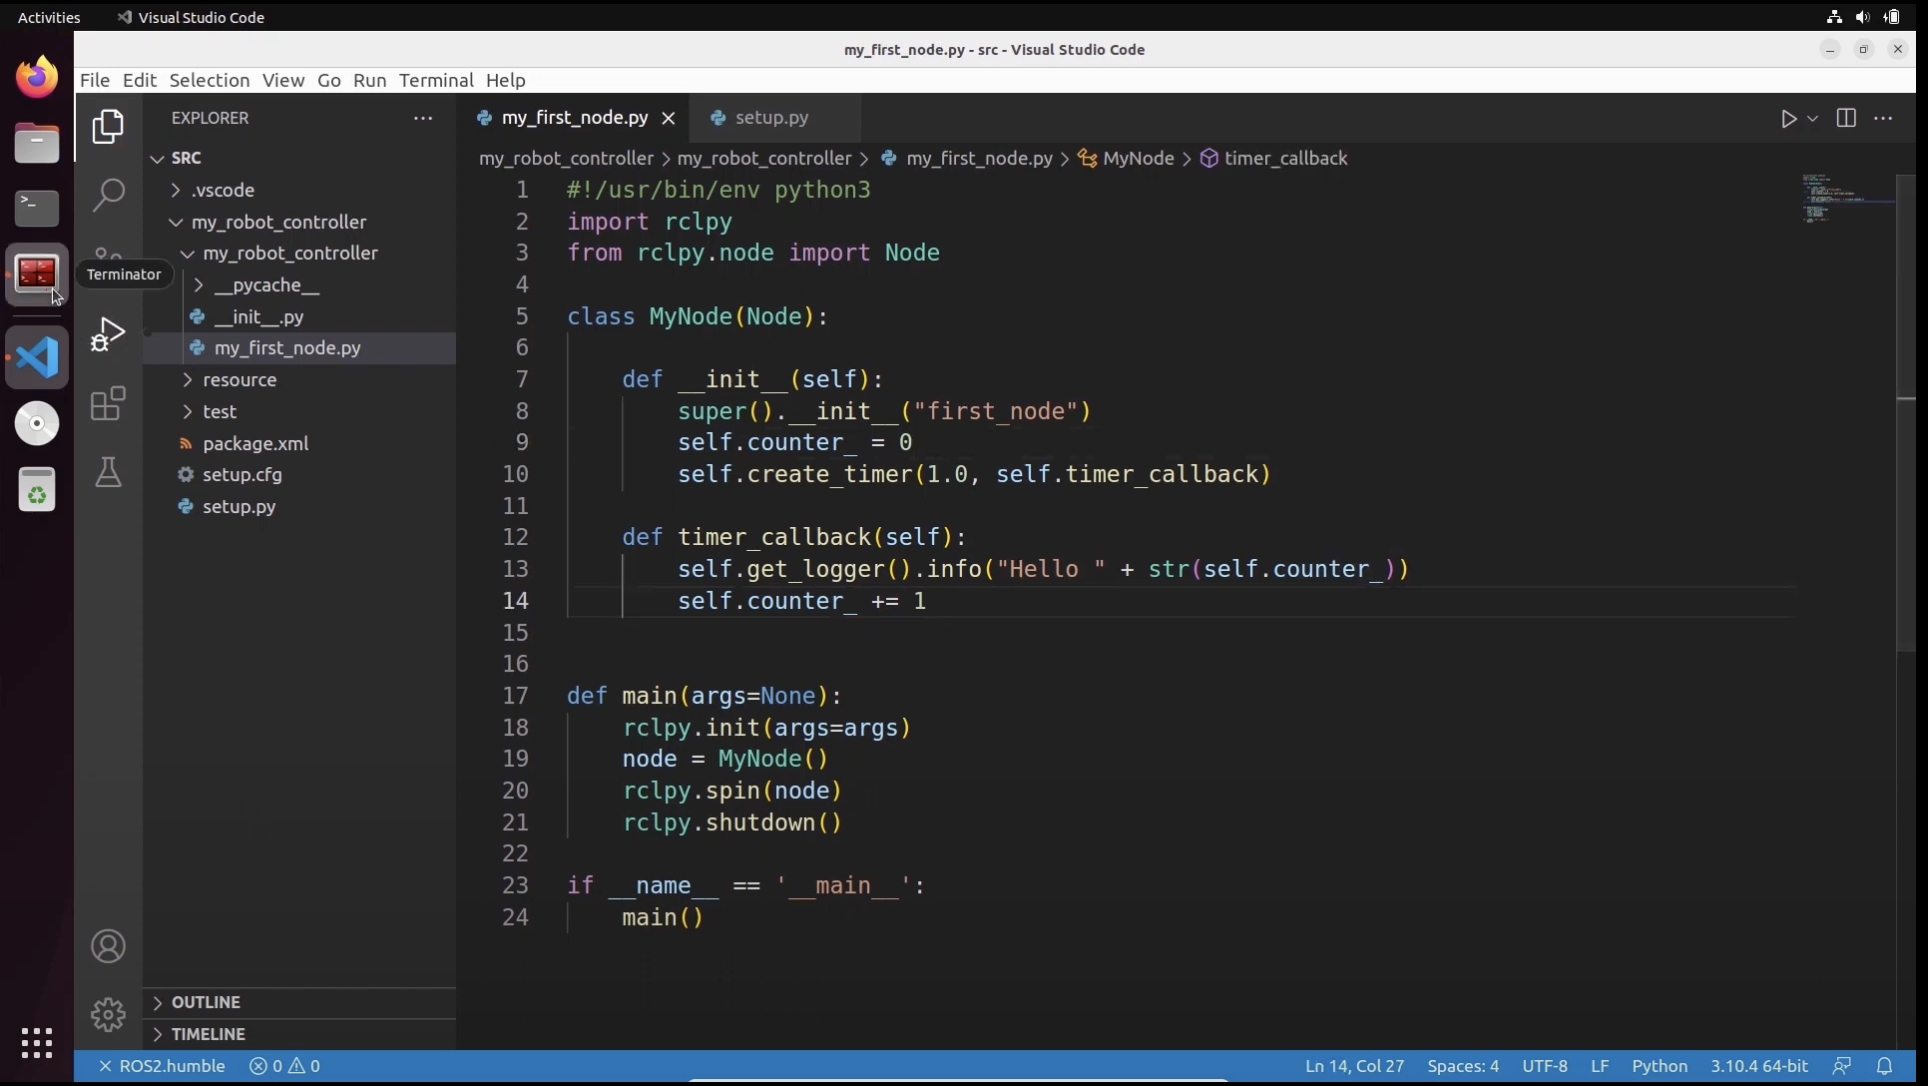 Activities Visual Studio Code
my_first_node.py - src - Visual Studio Code
File Edit Selection View Go Run Terminal Help
EXPLORER
my_first_node.py
setup.py
SRC
my_robot_controller > my_robot_controller > my_first_node.py > MyNode > timer_callback
.vscode
my_robot_controller
my_robot_controller
Terminator
__pycache__
__init__.py
my_first_node.py
resource
test
package.xml
setup.cfg
setup.py
OUTLINE
TIMELINE
1 #!/usr/bin/env python3
2 import rclpy
3 from rclpy.node import Node
4
5 class MyNode(Node):
6
7 def __init__(self):
8 super().__init__("first_node")
9 self.counter_ = 0
10 self.create_timer(1.0, self.timer_callback)
11
12 def timer_callback(self):
13 self.get_logger().info("Hello " + str(self.counter_))
14 self.counter_ += 1
15
16
17 def main(args=None):
18 rclpy.init(args=args)
19 node = MyNode()
20 rclpy.spin(node)
21 rclpy.shutdown()
22
23 if __name__ == '__main__':
24 main()
ROS2.humble 0 0 Ln 14, Col 27 Spaces: 4 UTF-8 LF Python 3.10.4 64-bit